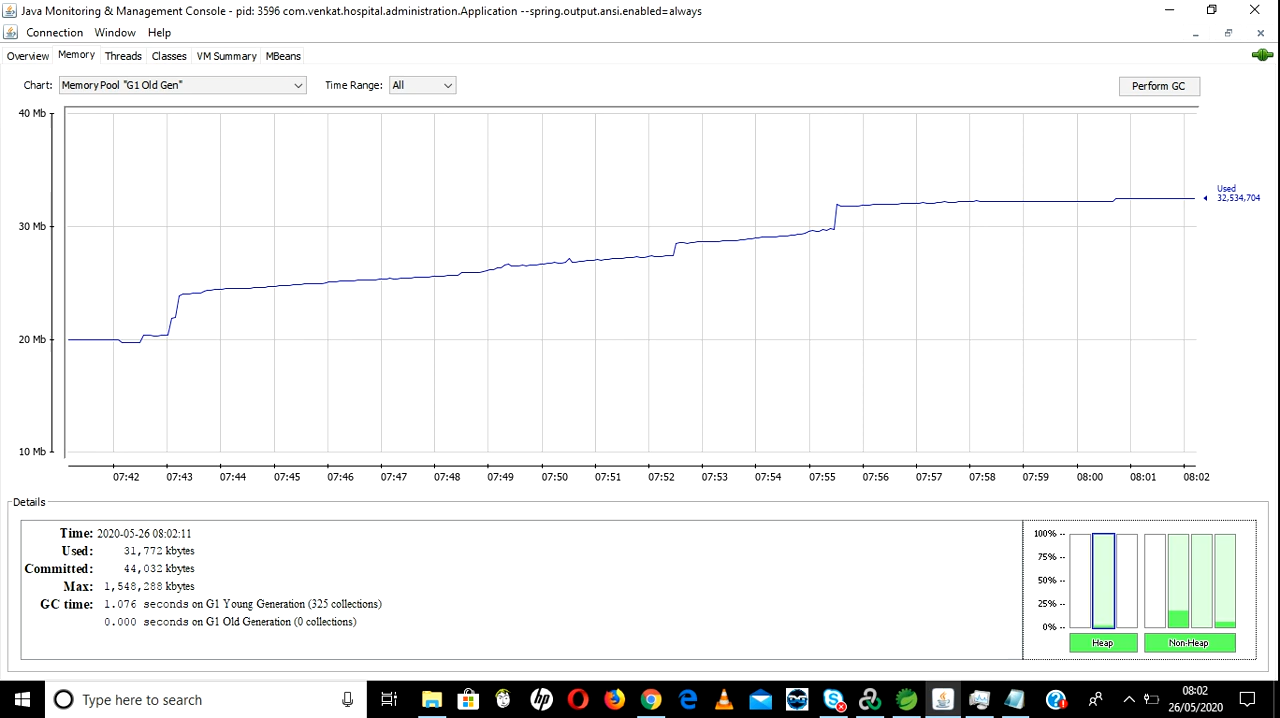 Java Monitoring & Management Console - pid: 3596 com.venkat.hospital.administration.Application --spring.output.ansi.enabled=always
Connection Window Help
Overview Memory Threads Classes VM Summary MBeans
Chart: Memory Pool "G1 Old Gen" Time Range: All Perform GC
40 Mb
30 Mb
20 Mb
10 Mb
Used
32,534,704
07:42 07:43 07:44 07:45 07:46 07:47 07:48 07:49 07:50 07:51 07:52 07:53 07:54 07:55 07:56 07:57 07:58 07:59 08:00 08:01 08:02
Details
Time: 2020-05-26 08:02:11
Used: 31,772 kbytes
Committed: 44,032 kbytes
Max: 1,548,288 kbytes
GC time: 1.076 seconds on G1 Young Generation (325 collections)
0.000 seconds on G1 Old Generation (0 collections)
100% --
75% --
50% --
25% --
0% --
Heap Non-Heap
Type here to search
hp
08:02
26/05/2020